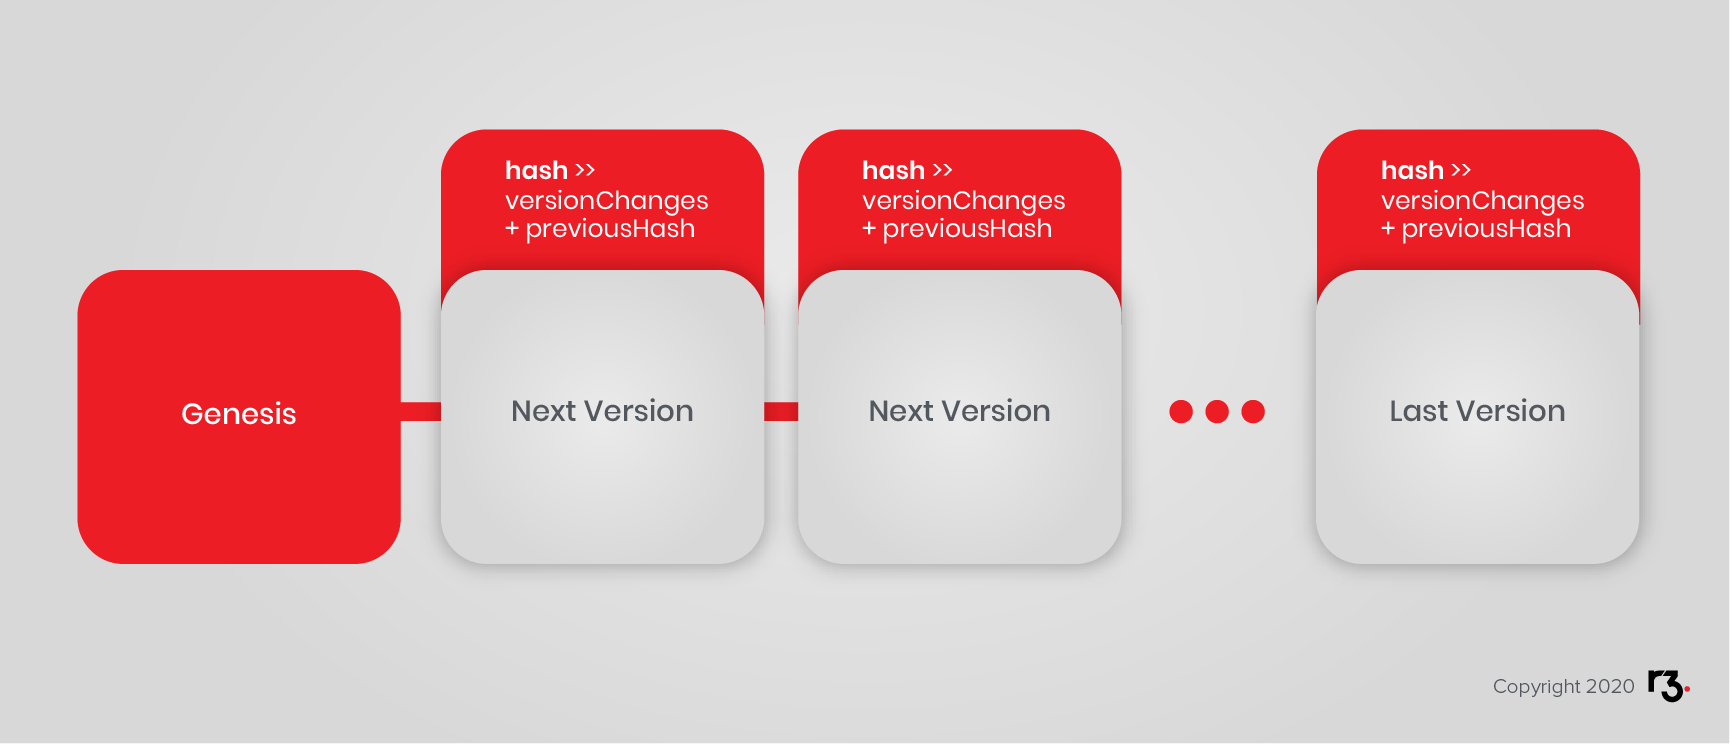 hash >>
versionChanges
+ previousHash
hash >>
versionChanges
+ previousHash
hash >>
versionChanges
+ previousHash
Genesis
Next Version
Next Version
Last Version
Copyright 2020 r3.